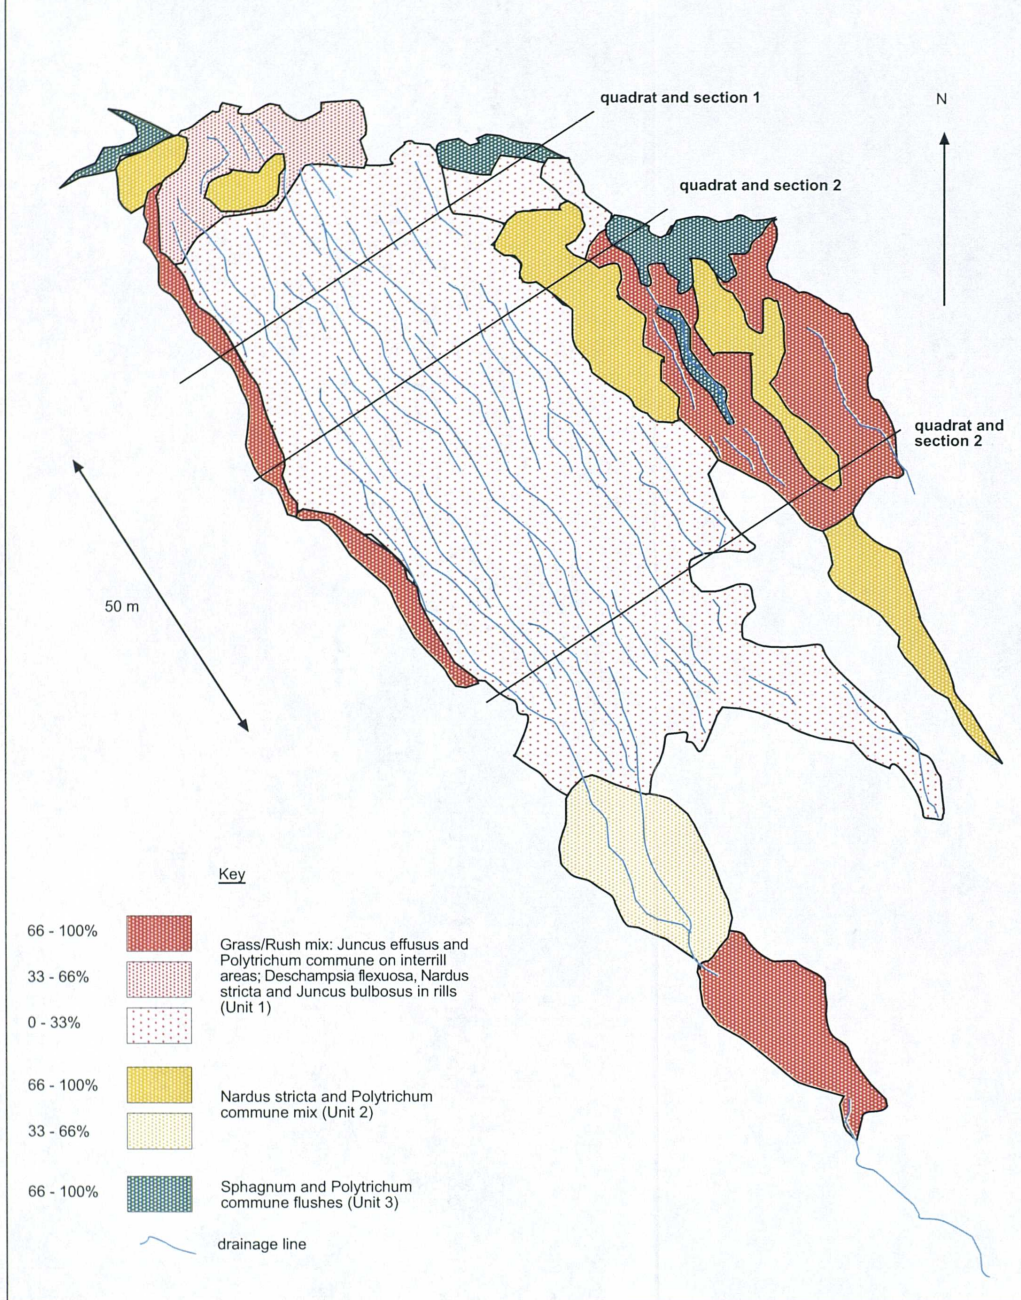 quadrat and section 1
N
quadrat and section 2
quadrat and
section 2
50 m
Key
66 - 100%
33 - 66%
0 - 33%
Grass/Rush mix: Juncus effusus and
Polytrichum commune on interrill
areas; Deschampsia flexuosa, Nardus
stricta and Juncus bulbosus in rills
(Unit 1)
66 - 100%
33 - 66%
Nardus stricta and Polytrichum
commune mix (Unit 2)
66 - 100%
Sphagnum and Polytrichum
commune flushes (Unit 3)
drainage line